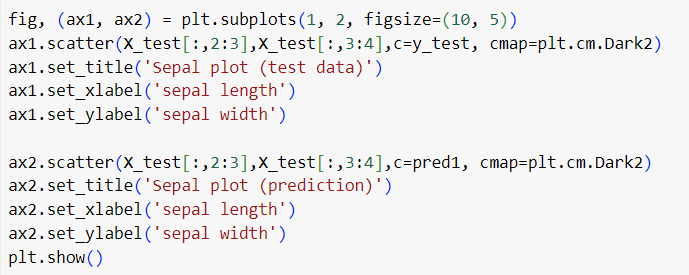 fig, (ax1, ax2) = plt.subplots(1, 2, figsize=(10, 5))
ax1.scatter(X_test[:,2:3],X_test[:,3:4],c=y_test, cmap=plt.cm.Dark2)
ax1.set_title('Sepal plot (test data)')
ax1.set_xlabel('sepal length')
ax1.set_ylabel('sepal width')
ax2.scatter(X_test[:,2:3],X_test[:,3:4],c=pred1, cmap=plt.cm.Dark2)
ax2.set_title('Sepal plot (prediction)')
ax2.set_xlabel('sepal length')
ax2.set_ylabel('sepal width')
plt.show()